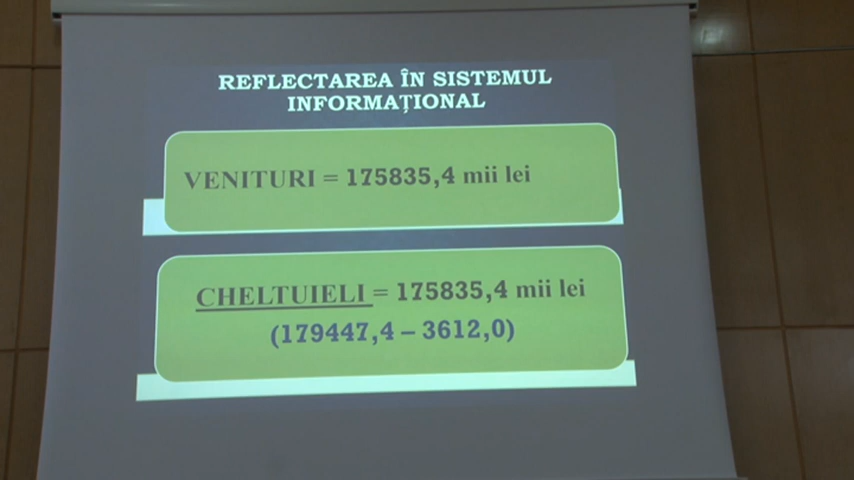 REFLECTAREA ÎN SISTEMUL
INFORMAȚIONAL
VENITURI = 175835,4 mii lei
CHELTUIELI = 175835,4 mii lei
(179447,4 – 3612,0)